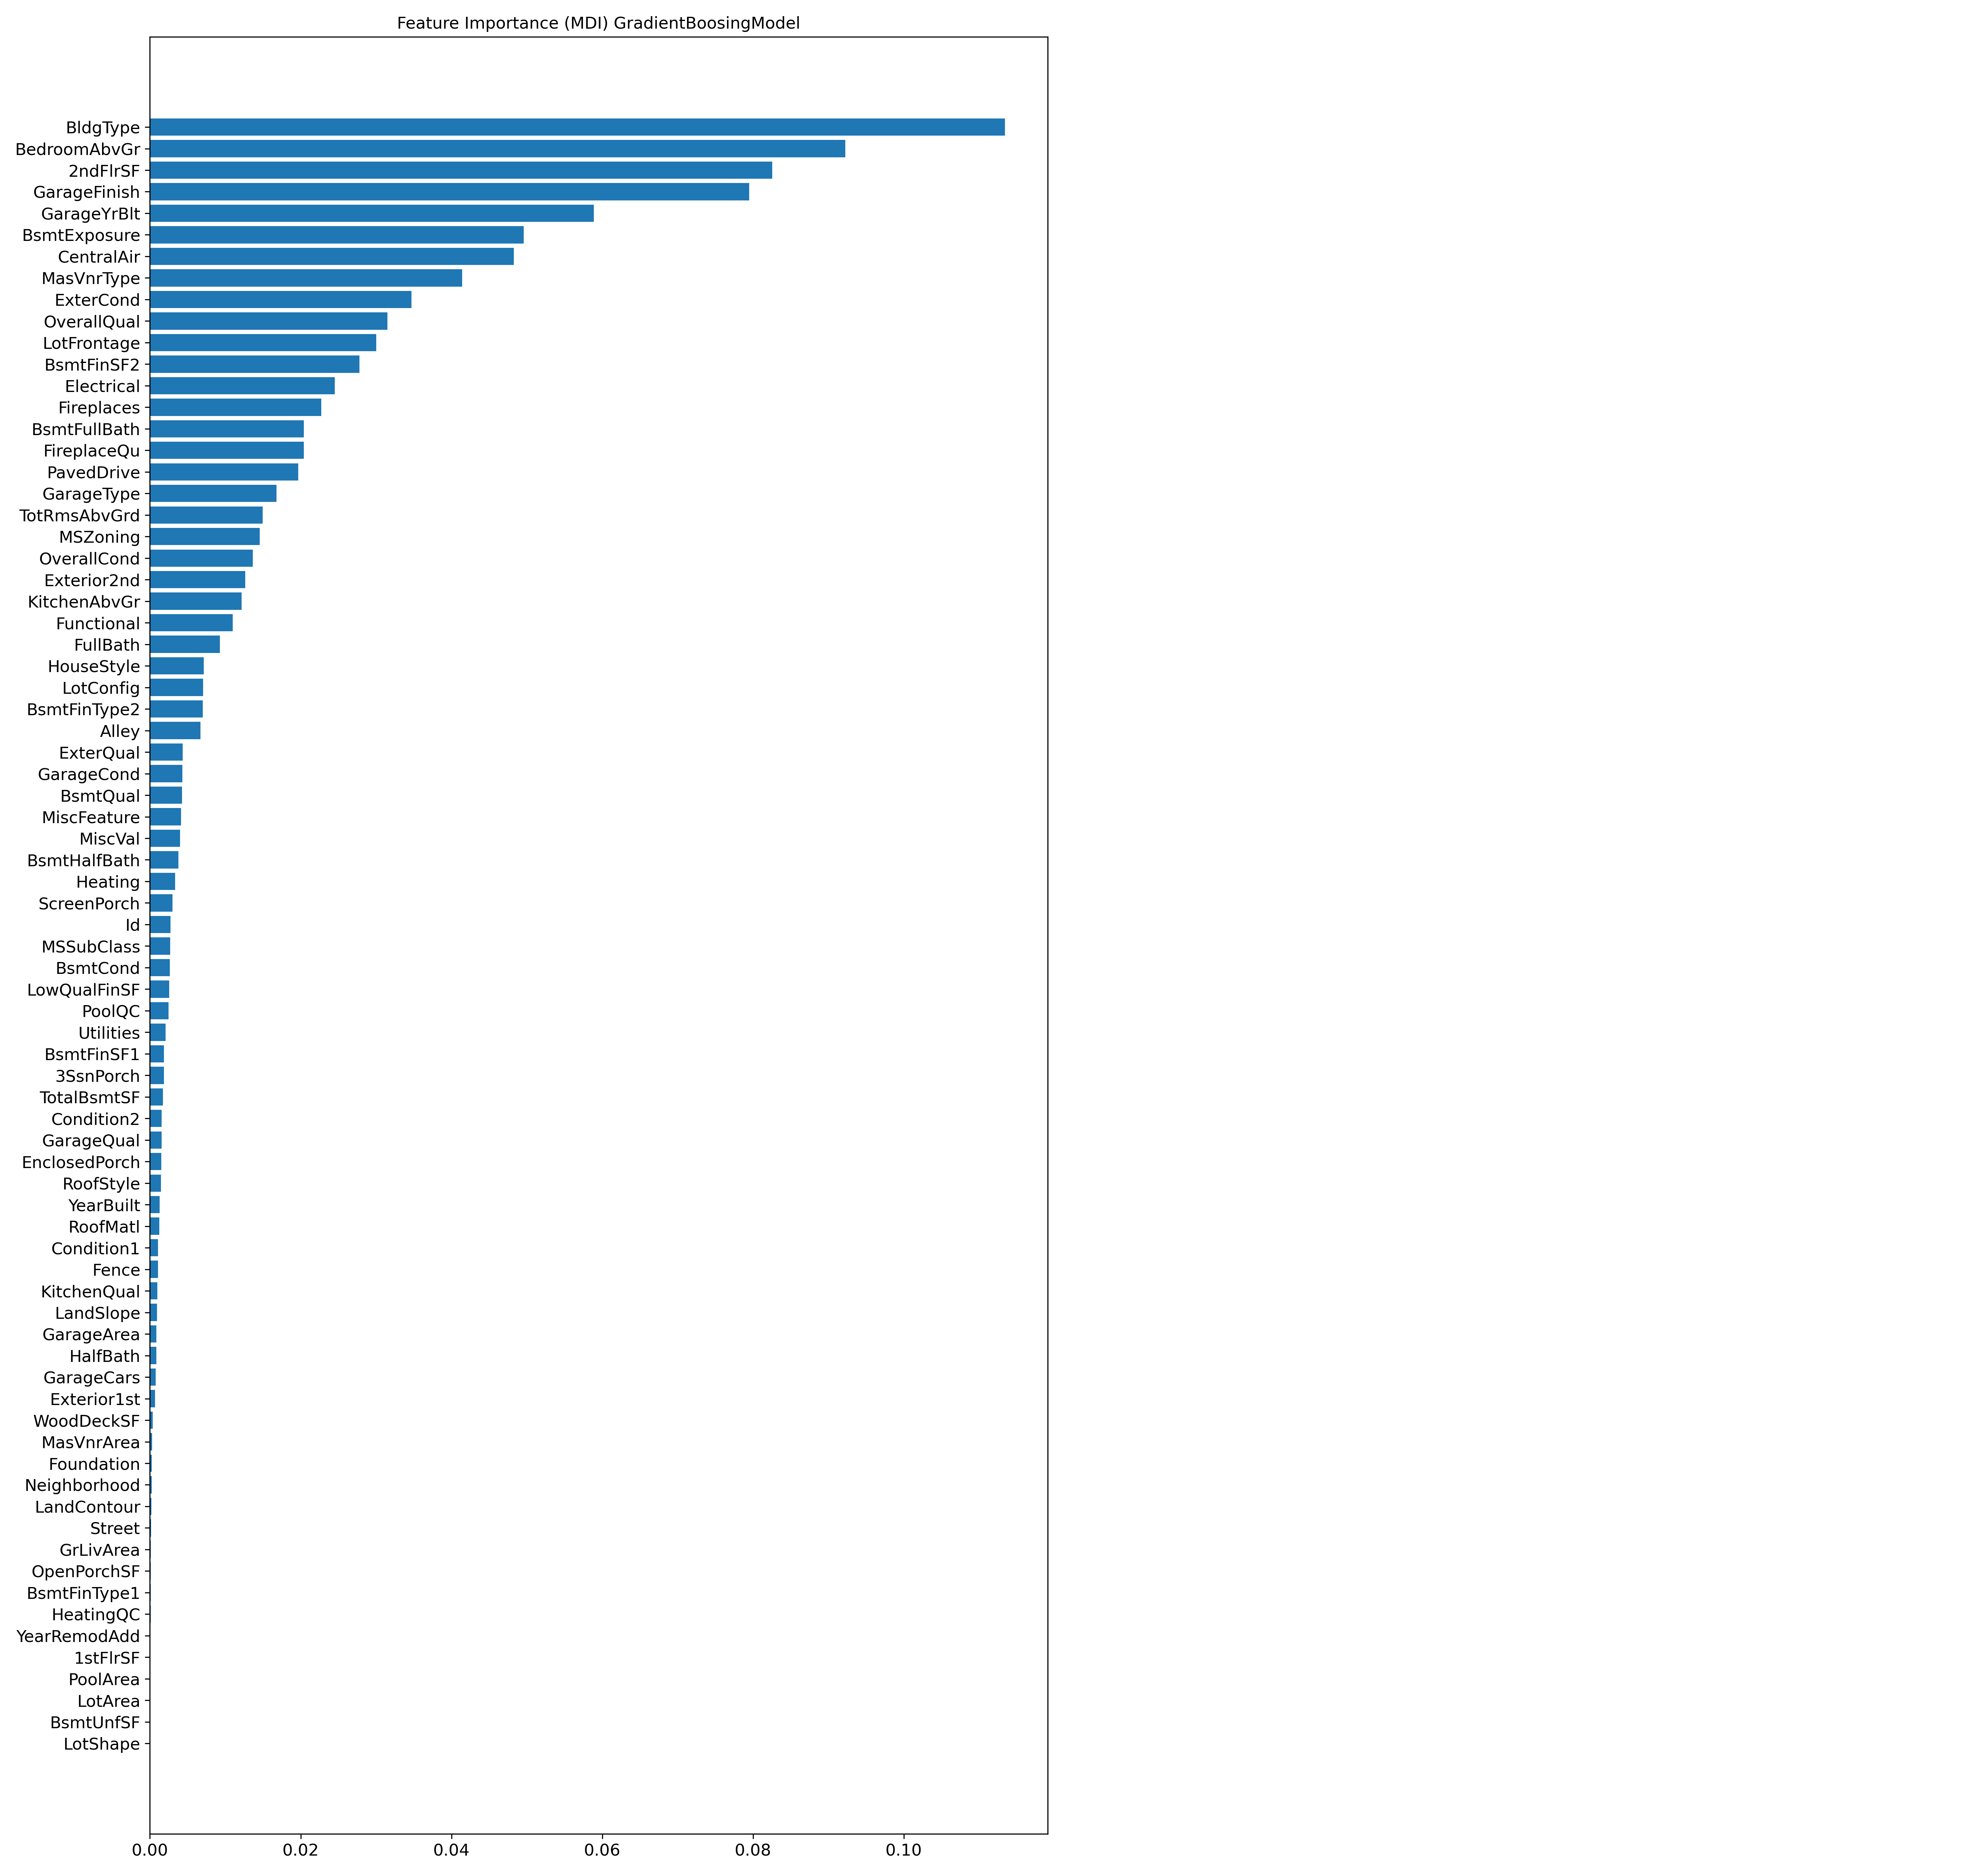 Feature Importance (MDI) GradientBoosingModel
BldgType
BedroomAbvGr
2ndFlrSF
GarageFinish
GarageYrBlt
BsmtExposure
CentralAir
MasVnrType
ExterCond
OverallQual
LotFrontage
BsmtFinSF2
Electrical
Fireplaces
BsmtFullBath
FireplaceQu
PavedDrive
GarageType
TotRmsAbvGrd
MSZoning
OverallCond
Exterior2nd
KitchenAbvGr
Functional
FullBath
HouseStyle
LotConfig
BsmtFinType2
Alley
ExterQual
GarageCond
BsmtQual
MiscFeature
MiscVal
BsmtHalfBath
Heating
ScreenPorch
Id
MSSubClass
BsmtCond
LowQualFinSF
PoolQC
Utilities
BsmtFinSF1
3SsnPorch
TotalBsmtSF
Condition2
GarageQual
EnclosedPorch
RoofStyle
YearBuilt
RoofMatl
Condition1
Fence
KitchenQual
LandSlope
GarageArea
HalfBath
GarageCars
Exterior1st
WoodDeckSF
MasVnrArea
Foundation
Neighborhood
LandContour
Street
GrLivArea
OpenPorchSF
BsmtFinType1
HeatingQC
YearRemodAdd
1stFlrSF
PoolArea
LotArea
BsmtUnfSF
LotShape
0.00 0.02 0.04 0.06 0.08 0.10